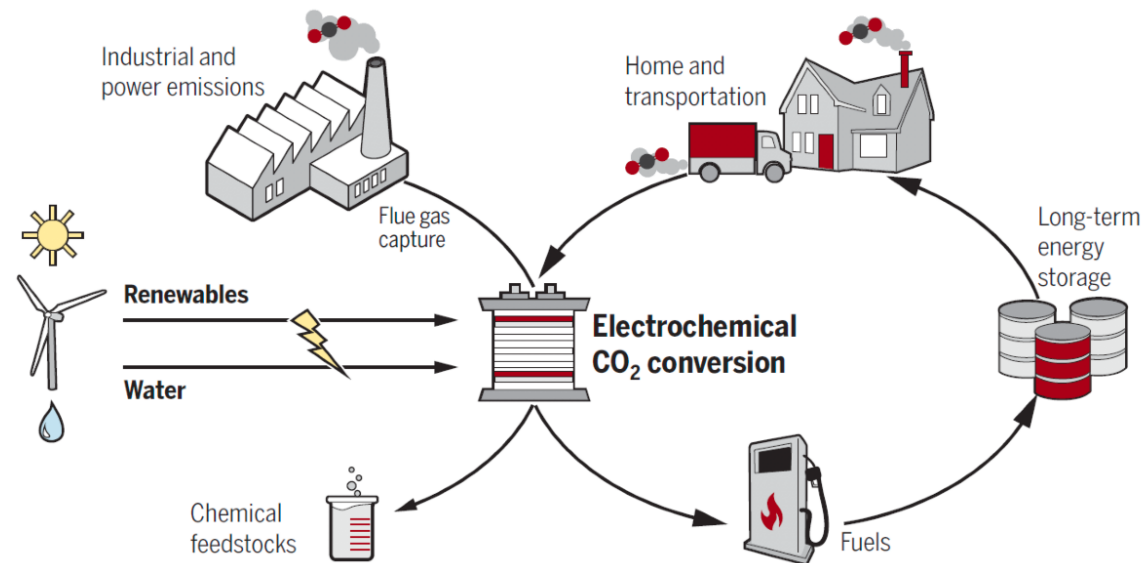 Industrial and
power emissions
Home and
transportation
Flue gas
capture
Long-term
energy
storage
Renewables
Water
Electrochemical
CO₂ conversion
Chemical
feedstocks
Fuels